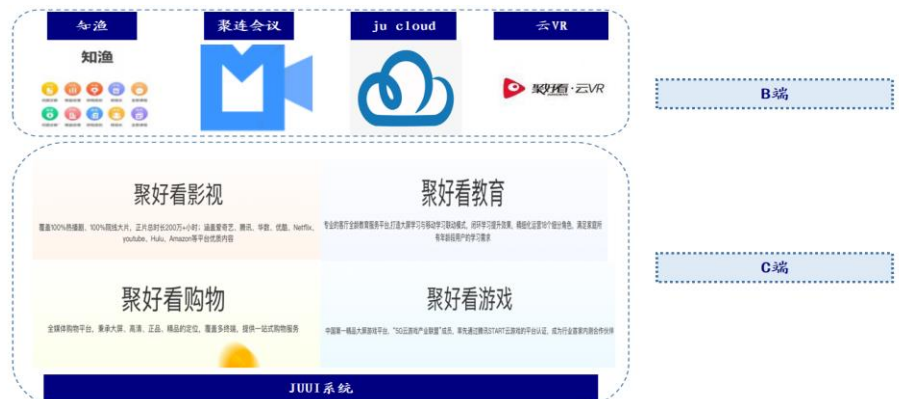 知渔
聚连会议
ju cloud
云VR
知渔
聚好看·云VR
B端
聚好看影视
覆盖100%热播剧、100%院线大片，正片总时长200万+小时；涵盖爱奇艺、腾讯、华数、优酷、Netflix、
youtube、Hulu、Amazon等平台优质内容
聚好看教育
专业的客厅全龄教育服务平台,打造大屏学习与移动学习联动模式，闭环学习提升效果，精细化运营18个细分角色，满足家庭所
有年龄段用户的学习需求
C端
聚好看购物
全媒体购物平台，秉承大屏、高清、正品、精品的定位，覆盖多终端，提供一站式购物服务
聚好看游戏
中国第一精品大屏游戏平台，“5G云游戏产业联盟”成员，率先通过腾讯START云游戏的平台认证，成为行业首家内测合作伙伴
JUUI系统